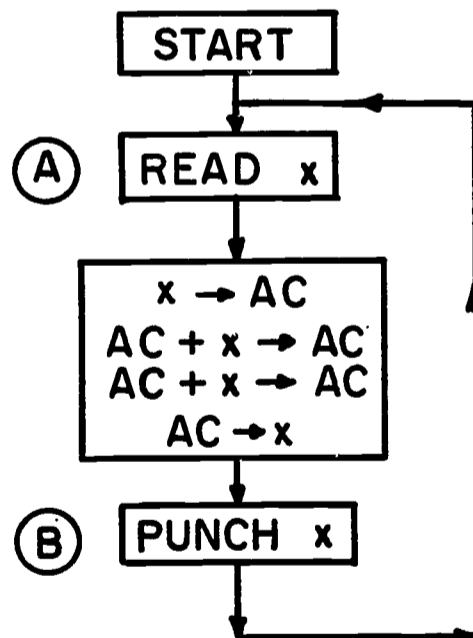 START
A
READ x
x → AC
AC + x → AC
AC + x → AC
AC → x
B
PUNCH x